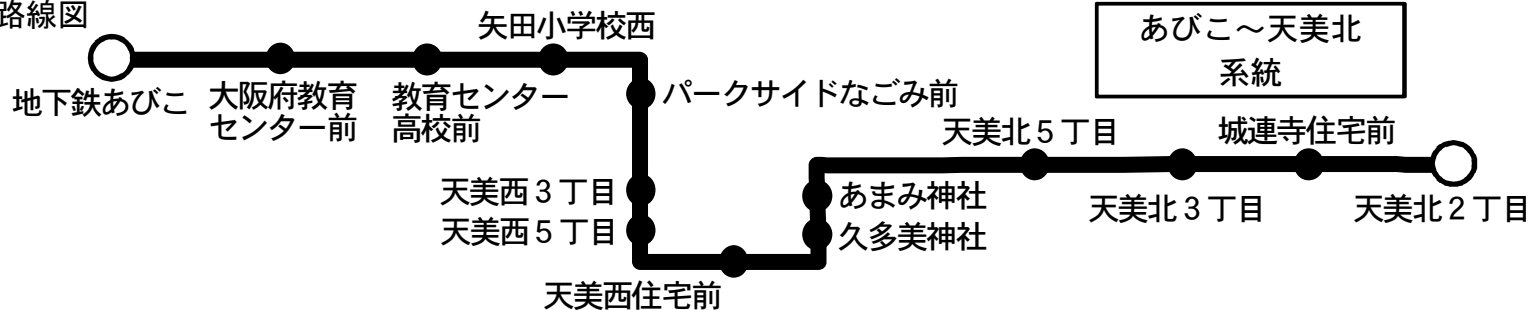 路線図
あびこ～天美北
系統
地下鉄あびこ
大阪府教育
センター前
教育センター
高校前
矢田小学校西
パークサイドなごみ前
天美西３丁目
天美西５丁目
天美西住宅前
久多美神社
あまみ神社
天美北５丁目
天美北３丁目
城連寺住宅前
天美北２丁目